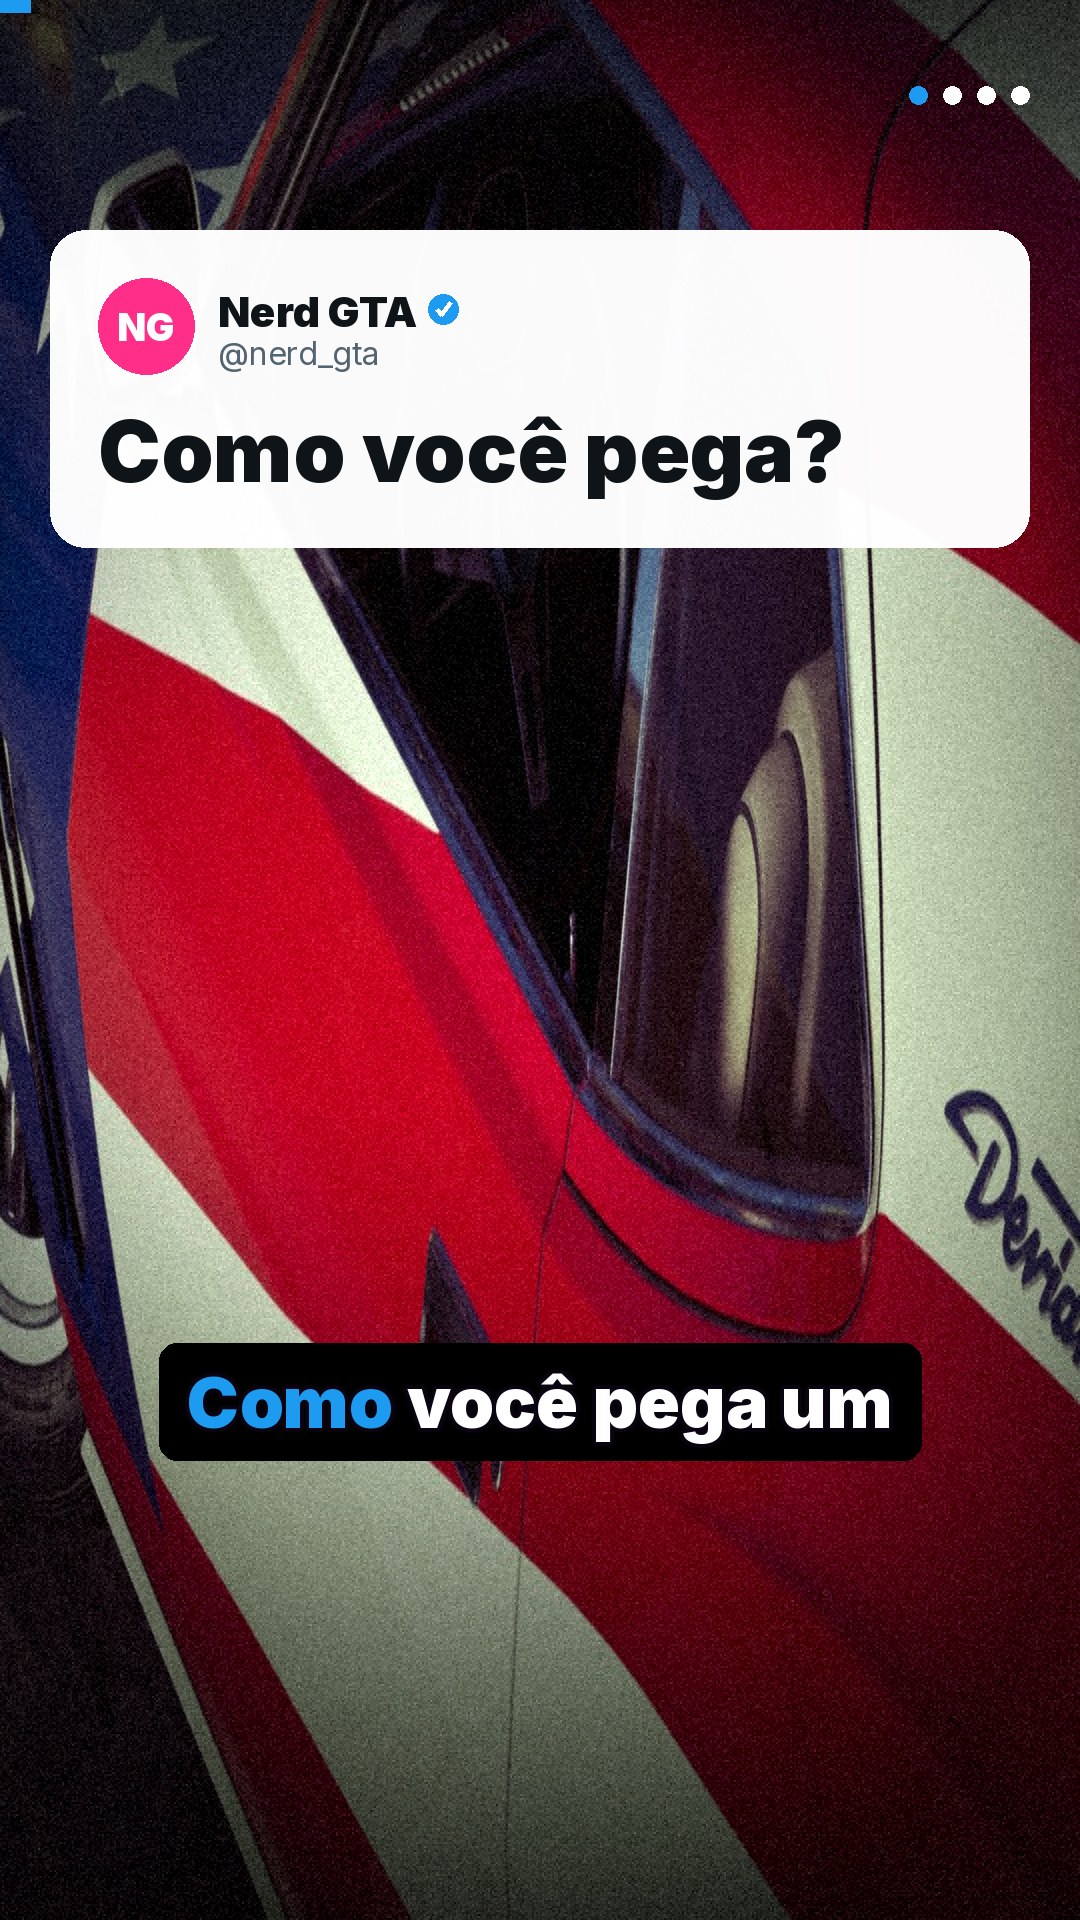 NG
Nerd GTA
@nerd_gta
Como você pega?
Como você pega um